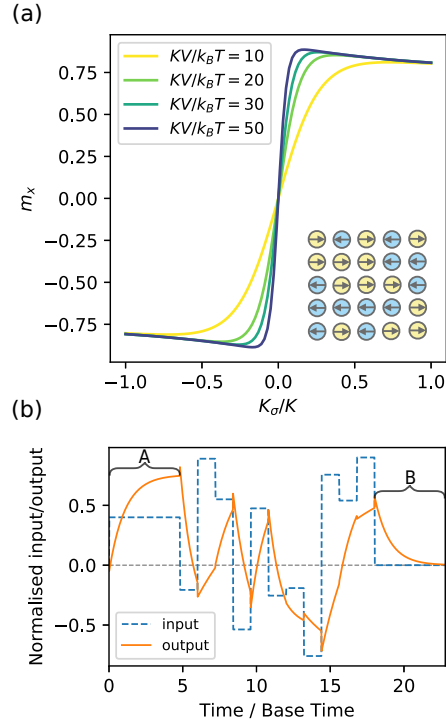 (a)
KV/k_BT = 10
KV/k_BT = 20
KV/k_BT = 30
KV/k_BT = 50
0.75
0.50
0.25
0.00
−0.25
−0.50
−0.75
m_x
−1.0 −0.5 0.0 0.5 1.0
K_σ/K
(b)
A
B
0.5
0.0
−0.5
Normalised input/output
input
output
0 5 10 15 20
Time / Base Time